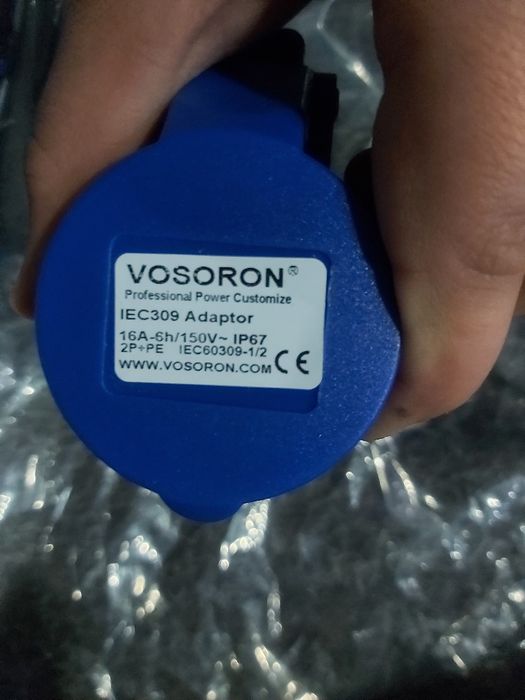 VOSORON®
Professional Power Customize
IEC309 Adaptor
16A-6h/150V~ IP67
2P+PE IEC60309-1/2
WWW.VOSORON.COM CE